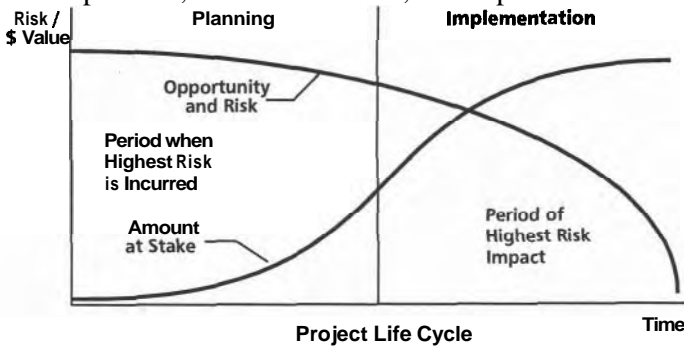 Risk /
$ Value
Planning
Implementation
Opportunity
and Risk
Period when
Highest Risk
is Incurred
Amount
at Stake
Period of
Highest Risk
Impact
Time
Project Life Cycle